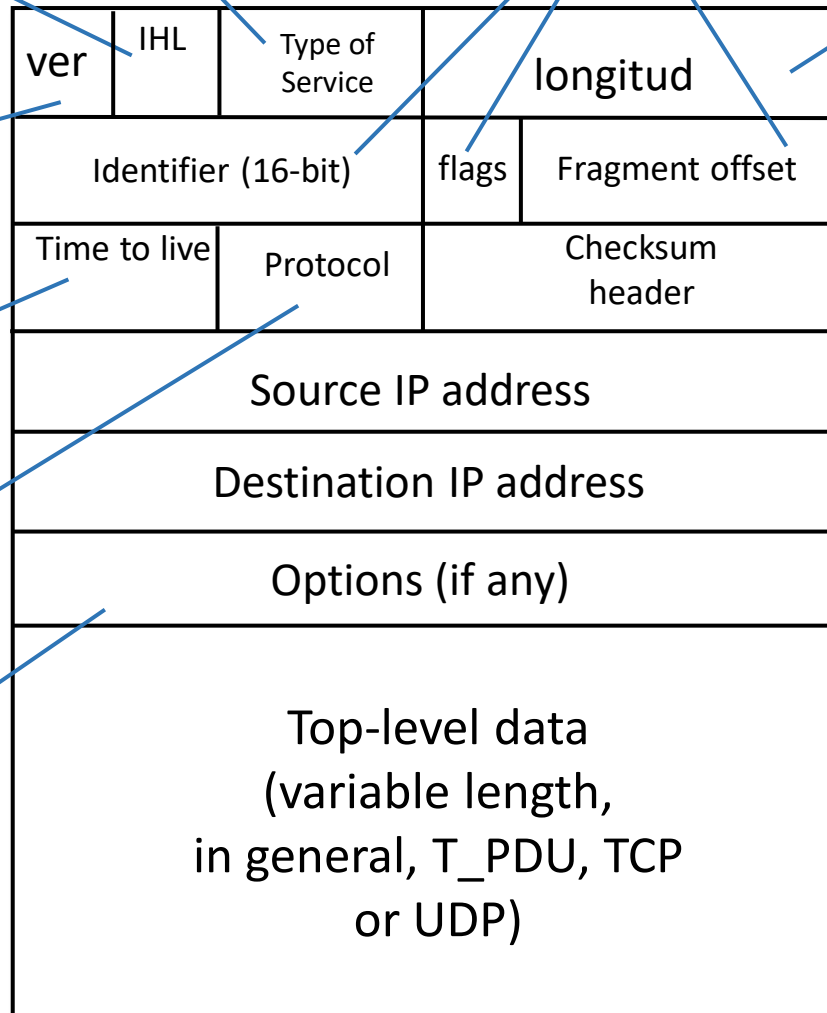 ver
IHL
Type of
Service
longitud
Identifier (16-bit)
flags
Fragment offset
Time to live
Protocol
Checksum
header
Source IP address
Destination IP address
Options (if any)
Top-level data
(variable length,
in general, T_PDU, TCP
or UDP)